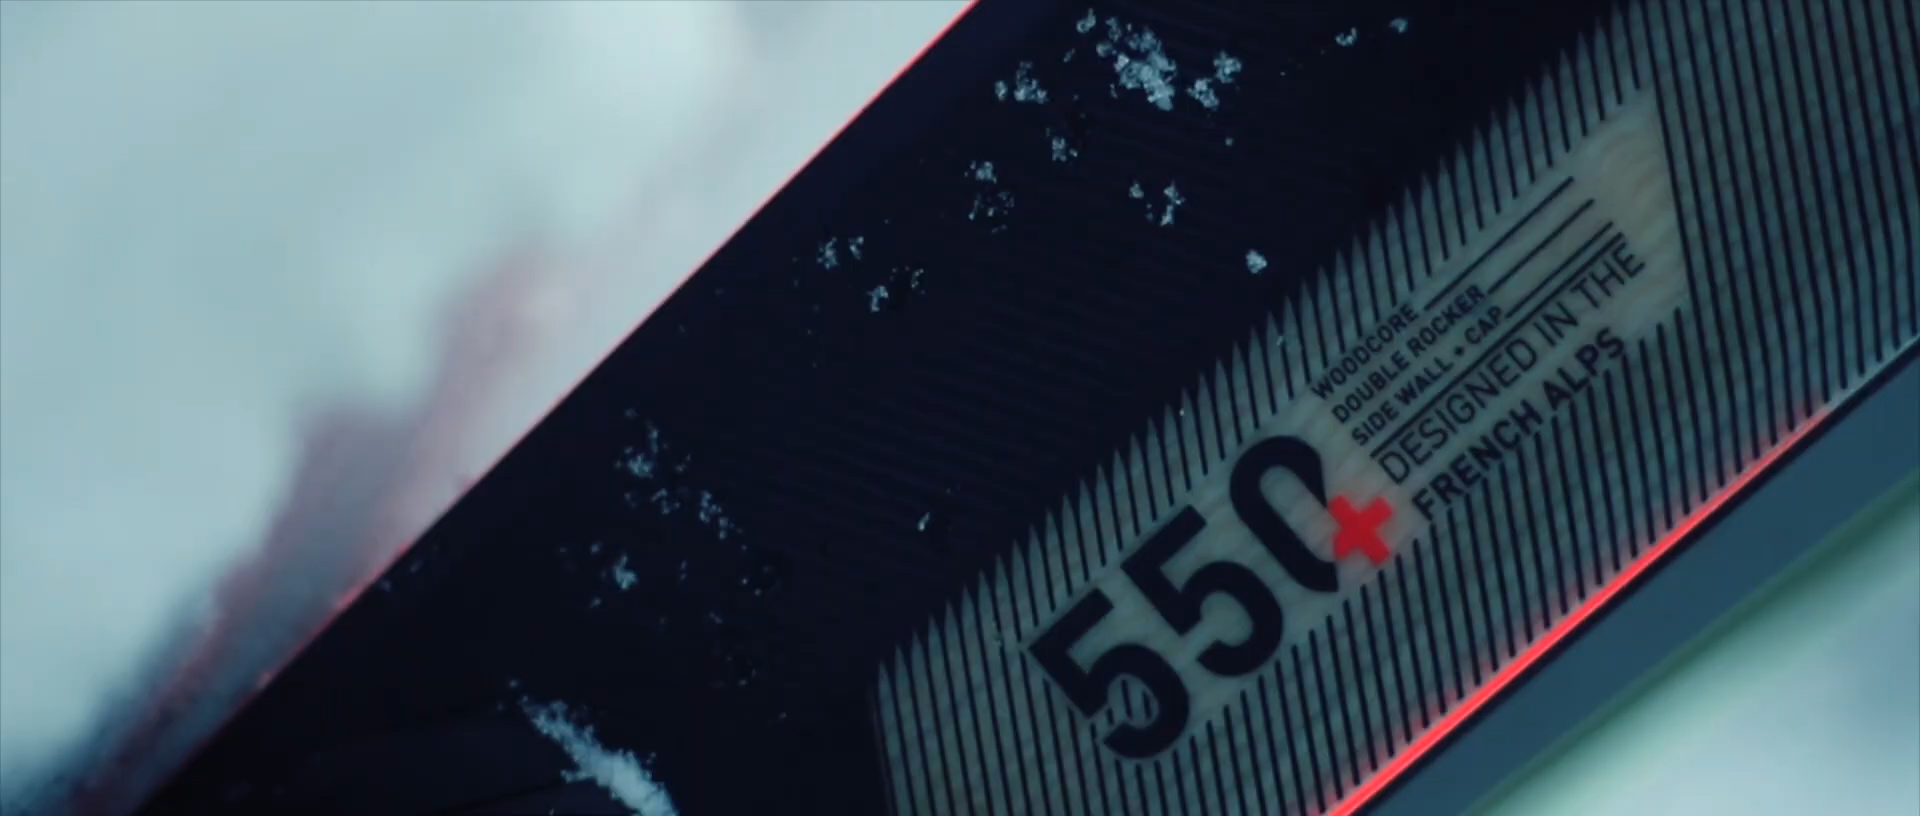 550
WOODCORE
DOUBLE ROCKER
SIDE WALL + CAP
DESIGNED IN THE
FRENCH ALPS